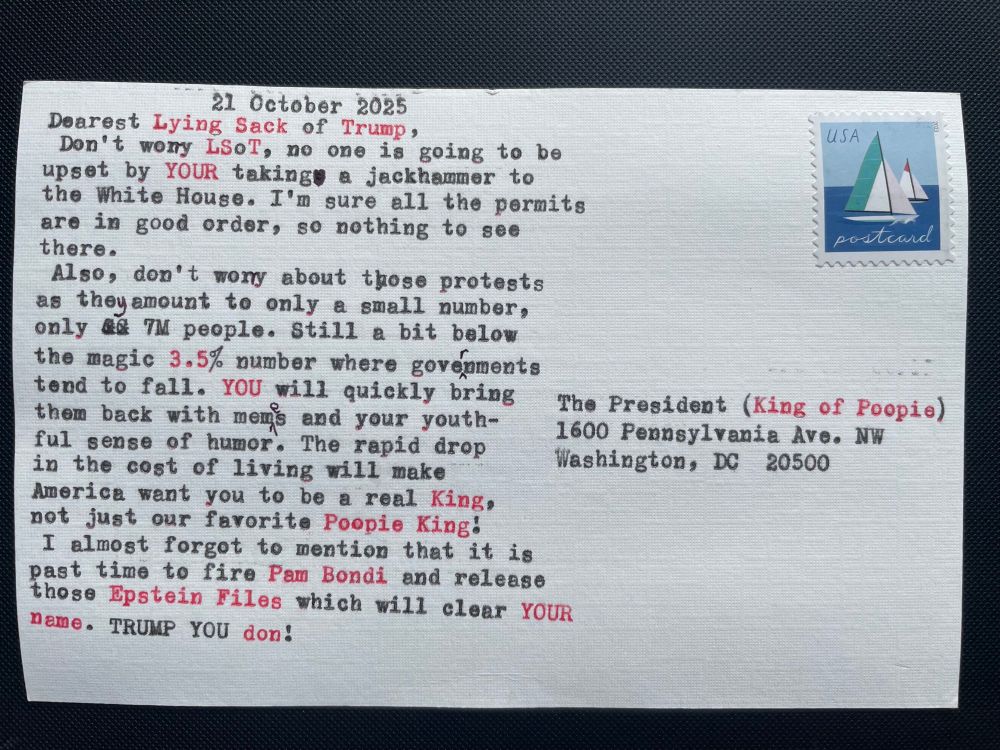 21 October 2025
Dearest Lying Sack of Trump,
Don't worry LSoT, no one is going to be
upset by YOUR taking a jackhammer to
the White House. I'm sure all the permits
are in good order, so nothing to see
there.
Also, don't worry about those protests
as they amount to only a small number,
only 7M people. Still a bit below
the magic 3.5% number where governments
tend to fall. YOU will quickly bring
them back with memes and your youth-
ful sense of humor. The rapid drop
in the cost of living will make
America want you to be a real King,
not just our favorite Poopie King!
I almost forgot to mention that it is
past time to fire Pam Bondi and release
those Epstein Files which will clear YOUR
name. TRUMP YOU don!
USA
postcard
The President (King of Poopie)
1600 Pennsylvania Ave. NW
Washington, DC 20500